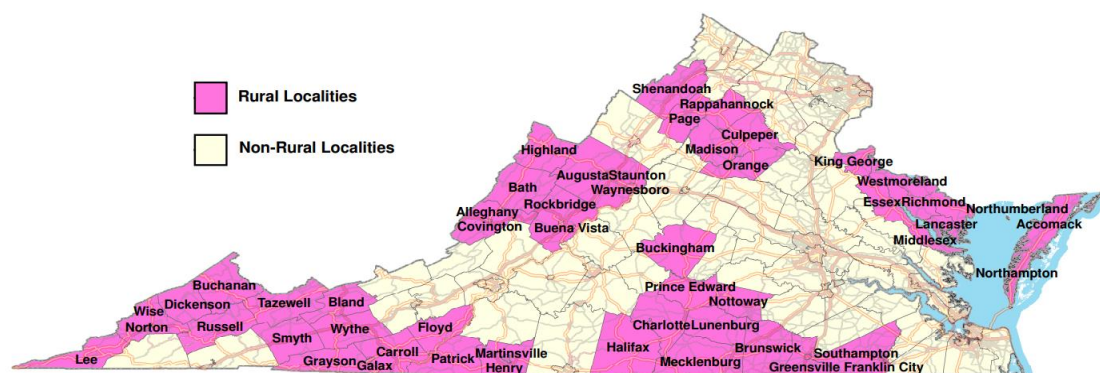 Rural Localities
Non-Rural Localities
Shenandoah
Rappahannock
Page
Culpeper
Madison
Orange
Highland
AugustaStaunton
Bath
Waynesboro
Rockbridge
Alleghany
Covington
Buena Vista
King George
Westmoreland
EssexRichmond
Northumberland
Lancaster
Accomack
Middlesex
Northampton
Buckingham
Prince Edward
Nottoway
CharlotteLunenburg
Halifax
Brunswick
Mecklenburg
Southampton
Greensville Franklin City
Buchanan
Dickenson
Tazewell
Bland
Wise
Norton
Russell
Wythe
Floyd
Smyth
Lee
Grayson
Carroll
Galax
Patrick
Martinsville
Henry